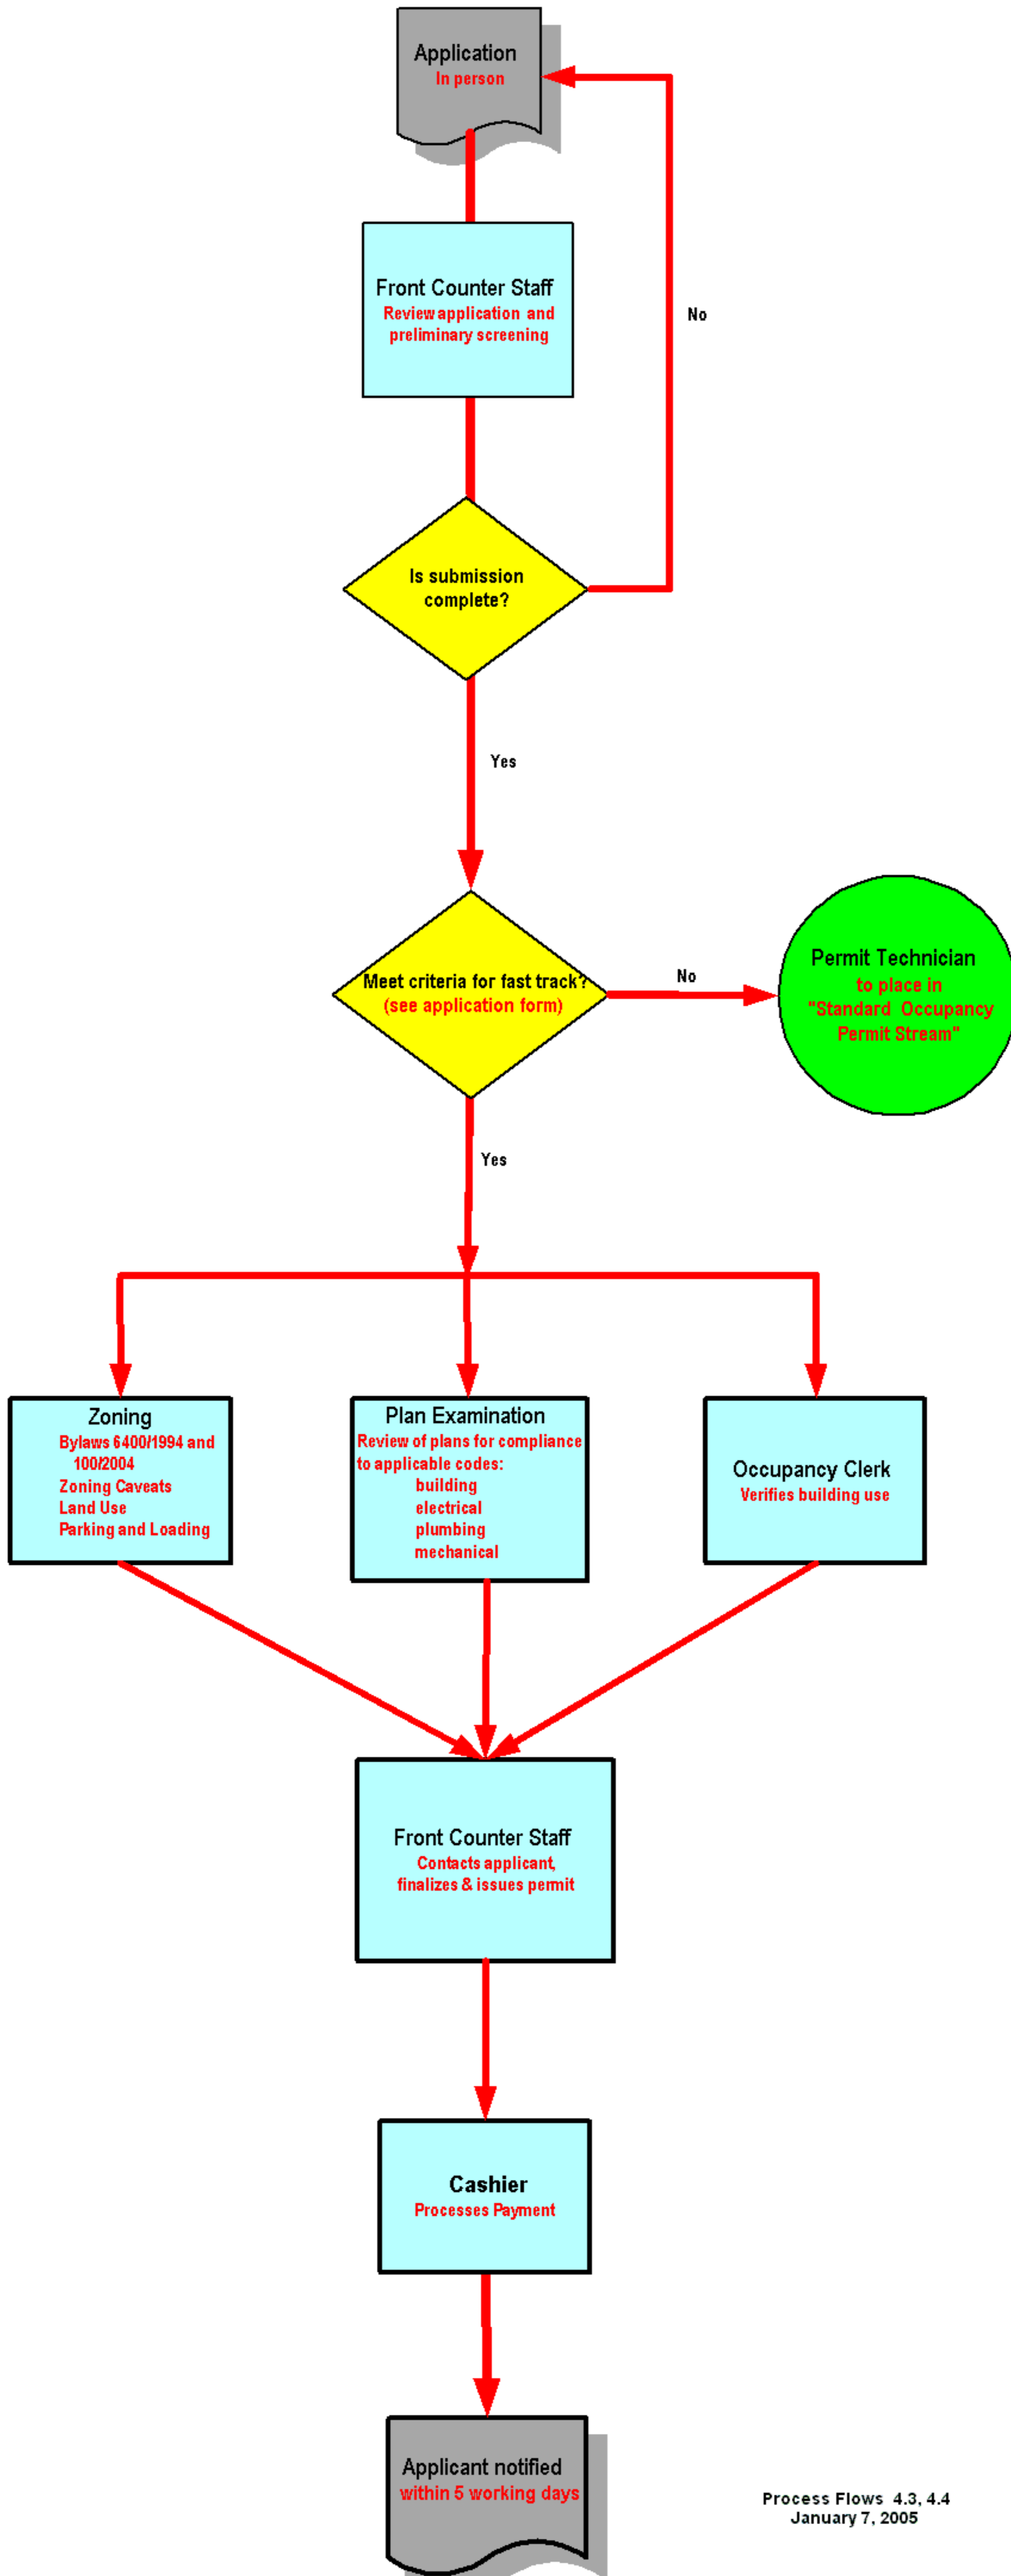 Application
In person
Front Counter Staff
Review application and
preliminary screening
No
Is submission
complete?
Yes
Meet criteria for fast track?
(see application form)
No
Permit Technician
to place in
"Standard Occupancy
Permit Stream"
Yes
Zoning
Bylaws 6400/1994 and
100/2004
Zoning Caveats
Land Use
Parking and Loading
Plan Examination
Review of plans for compliance
to applicable codes:
building
electrical
plumbing
mechanical
Occupancy Clerk
Verifies building use
Front Counter Staff
Contacts applicant,
finalizes & issues permit
Cashier
Processes Payment
Applicant notified
within 5 working days
Process Flows 4.3, 4.4
January 7, 2005